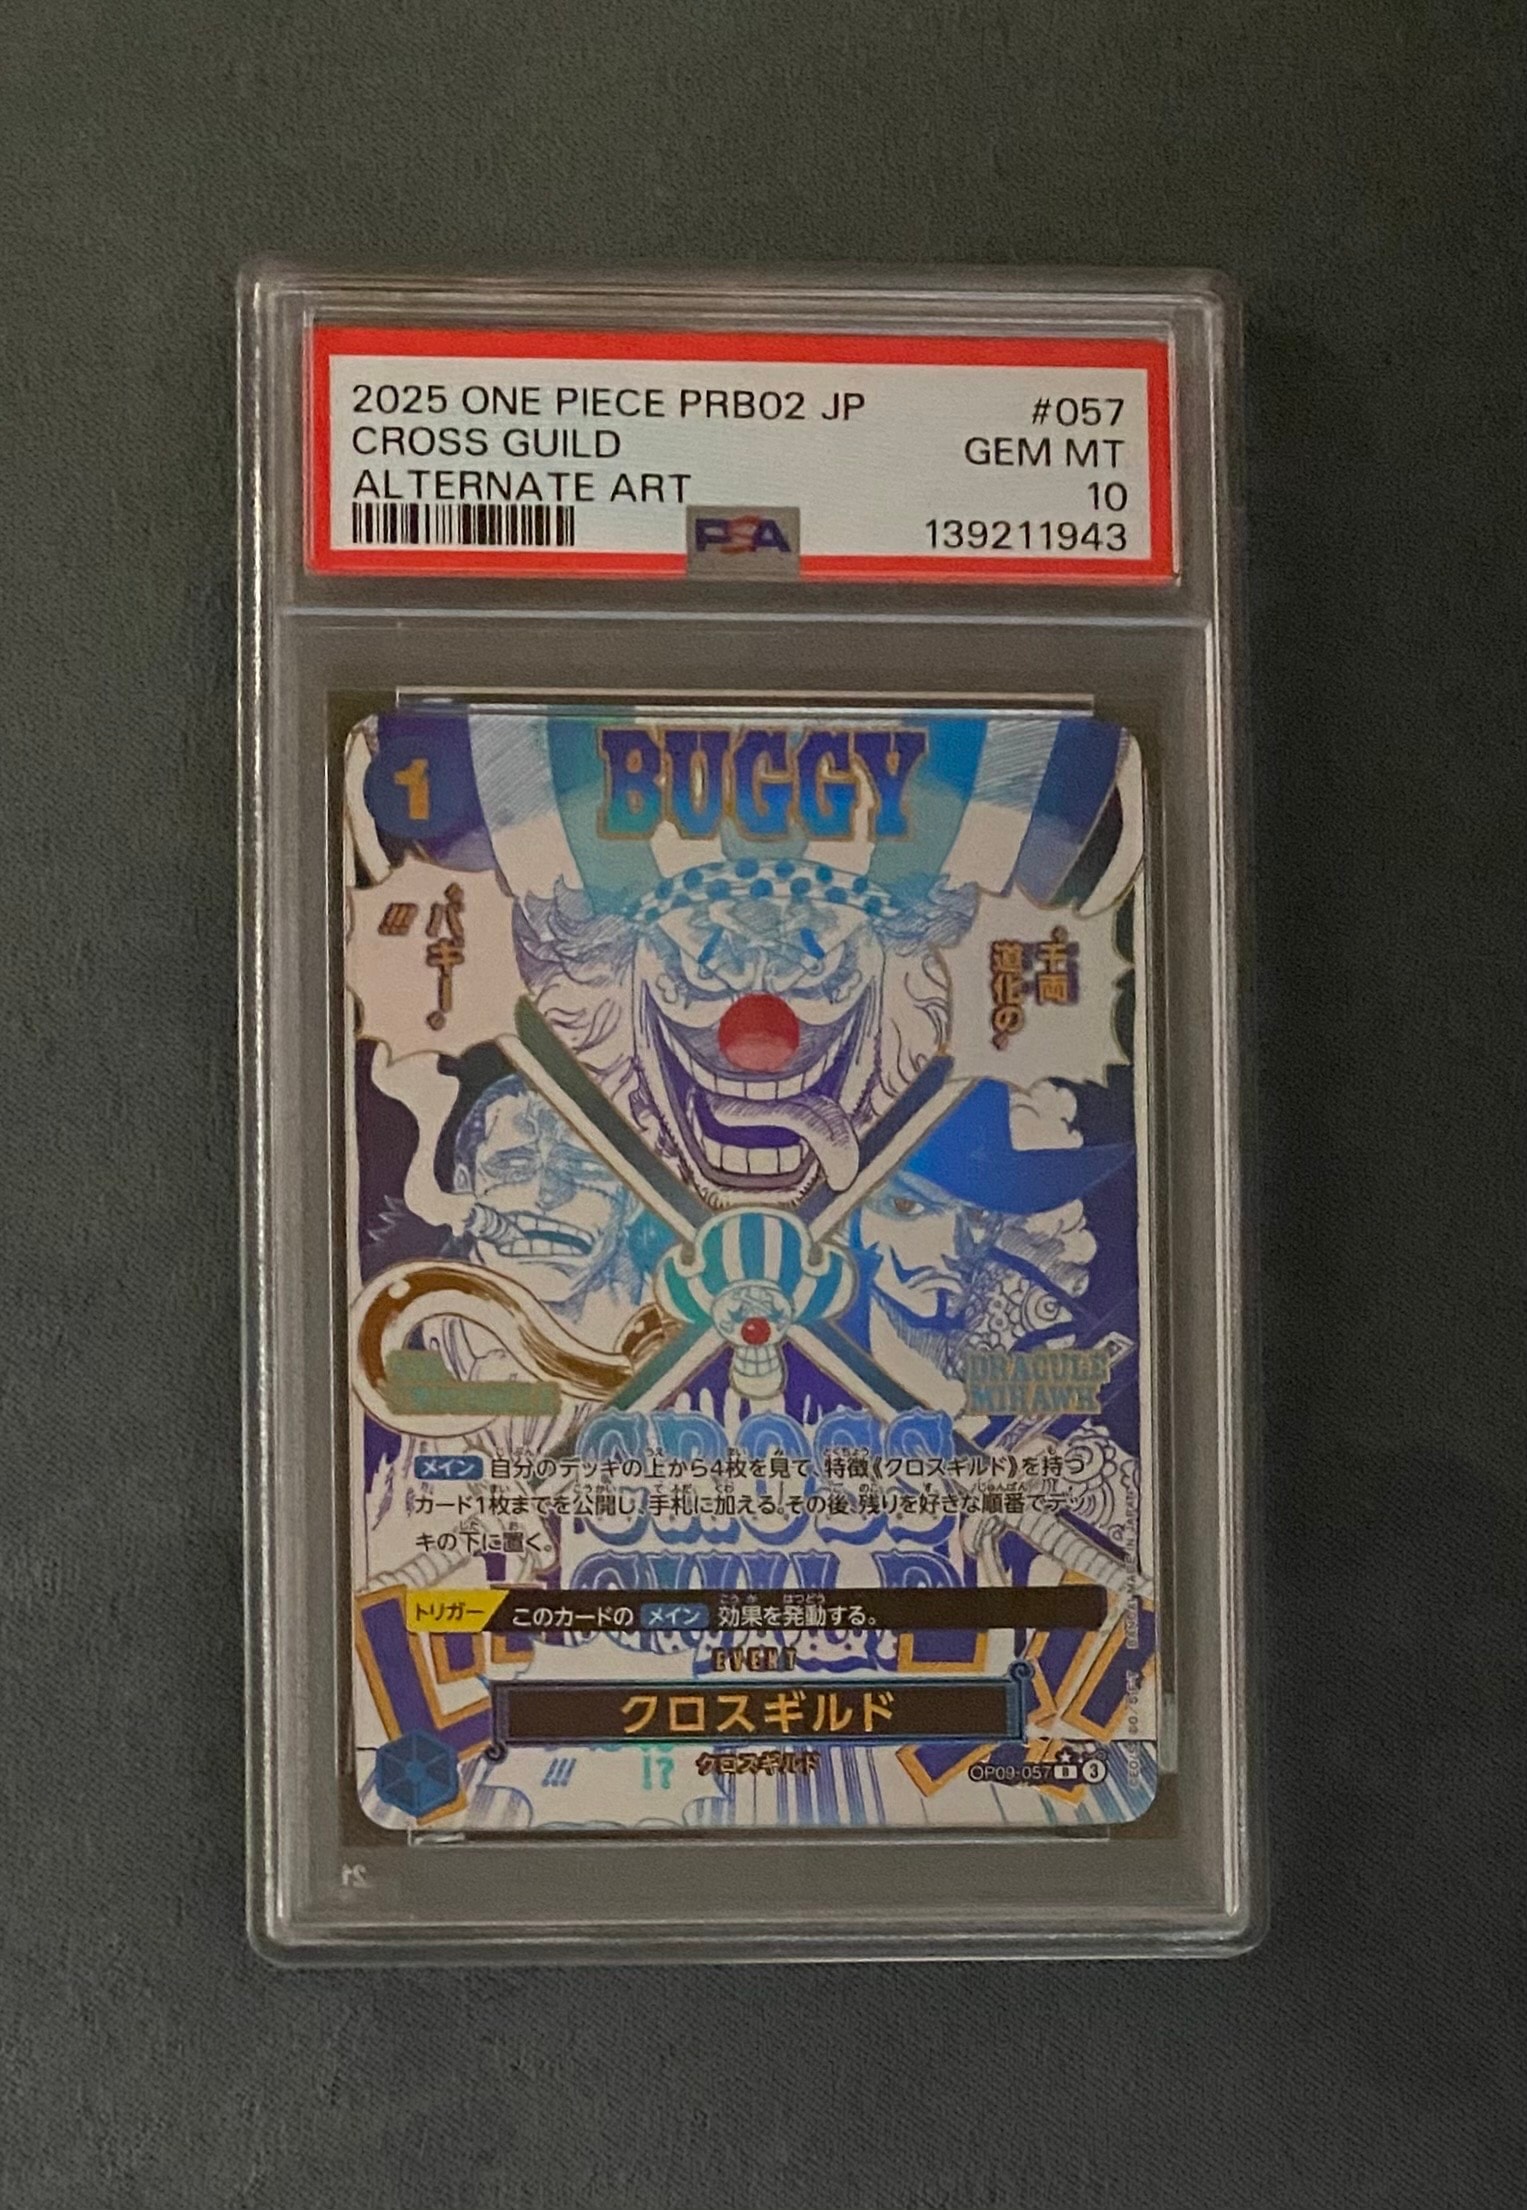 2025 ONE PIECE PRB02 JP #057
CROSS GUILD GEM MT
ALTERNATE ART 10
PSA 139211943
1
BUGGY
“千両
道化の”
“バギー”
!!!
DRACULE
MIHAWK
CROSS
GUILD
メイン 自分のデッキの上から4枚を見て、特徴《クロスギルド》を持つ
カード1枚までを公開し、手札に加える。その後、残りを好きな順番でデッ
キの下に置く。
トリガー このカードの メイン 効果を発動する。
EVENT
クロスギルド
!!!
!?
クロスギルド
OP09-057 R 3